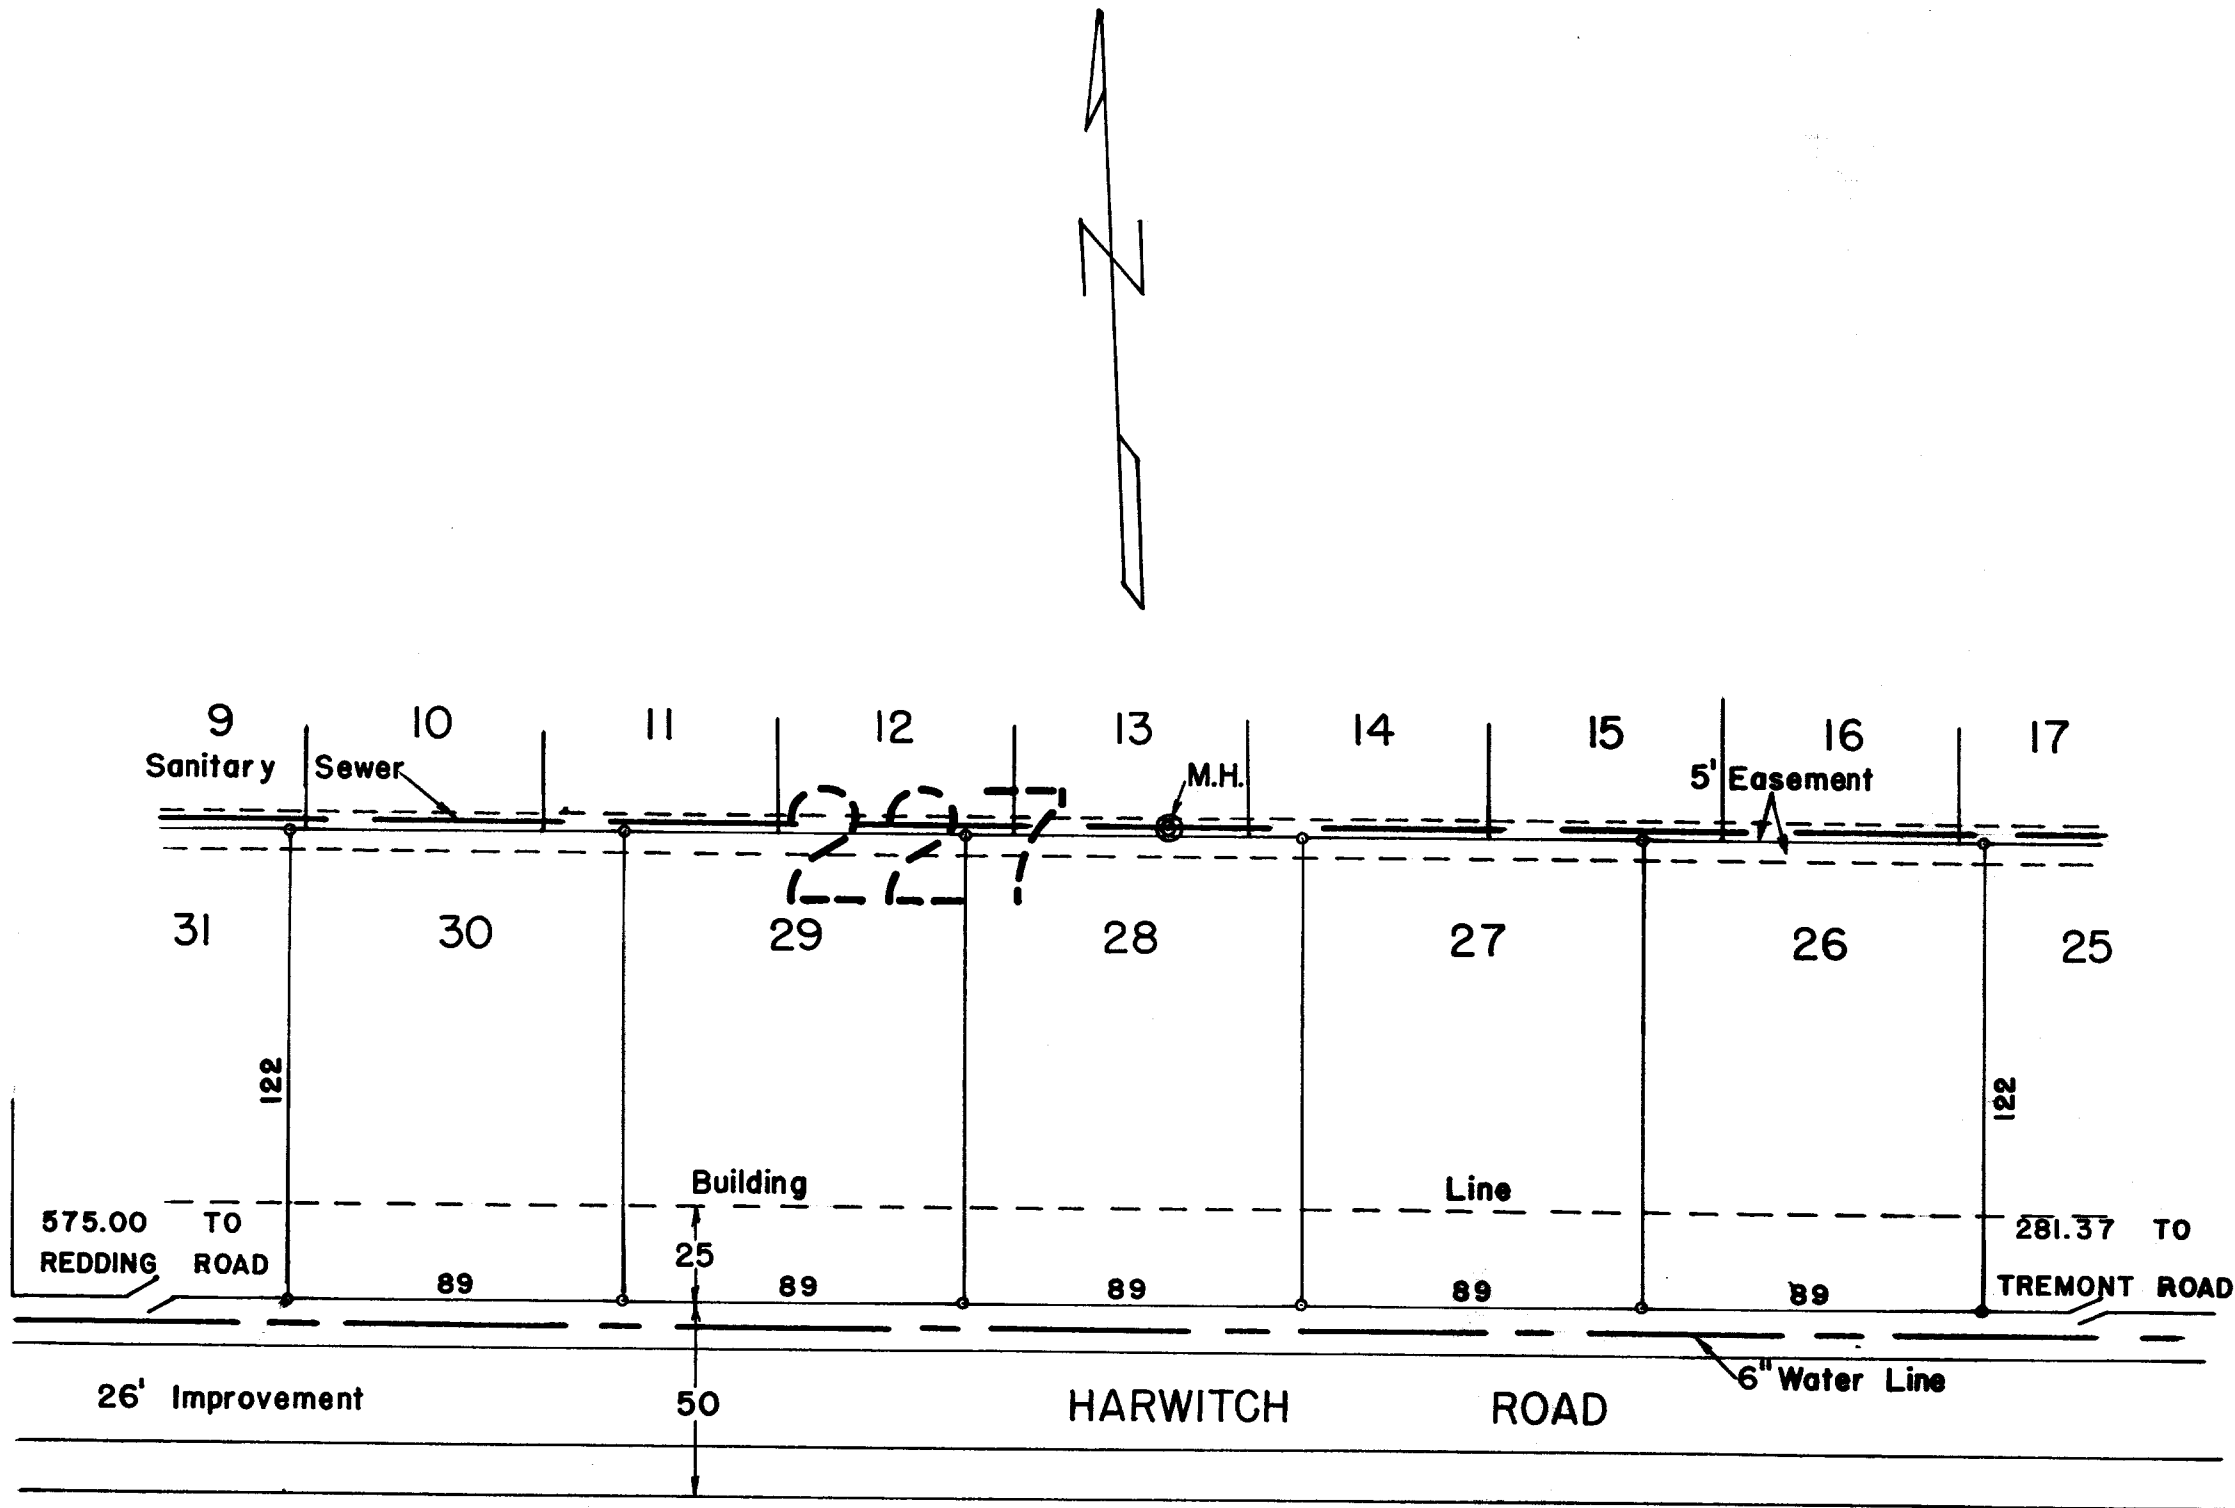 N
9 10 11 12 13 14 15 16 17
Sanitary Sewer
M.H.
5' Easement
227
31 30 29 28 27 26 25
122
122
Building Line
575.00 TO
REDDING ROAD
25
281.37 TO
TREMONT ROAD
89 89 89 89 89
6" Water Line
26' Improvement
50
HARWITCH ROAD